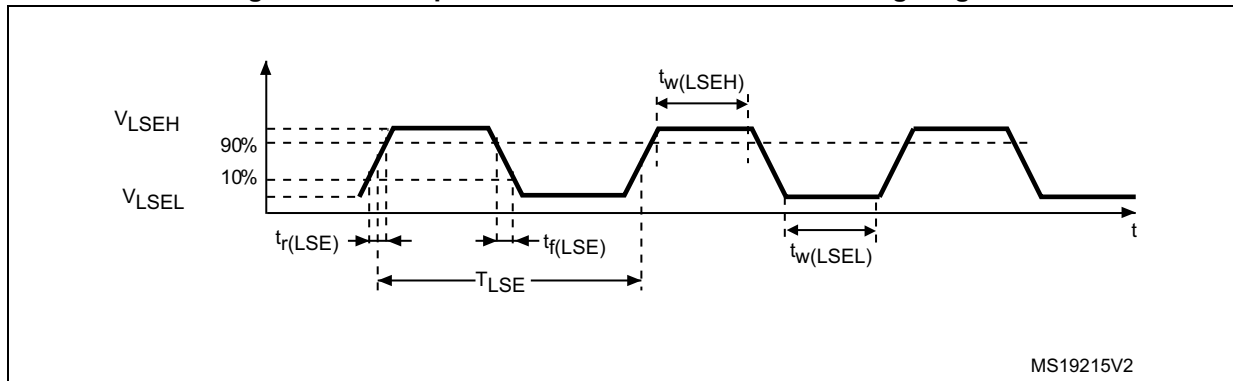 tw(LSEH)
VLSEH
90%
10%
VLSEL
tr(LSE)
tf(LSE)
TLSE
tw(LSEL)
t
MS19215V2